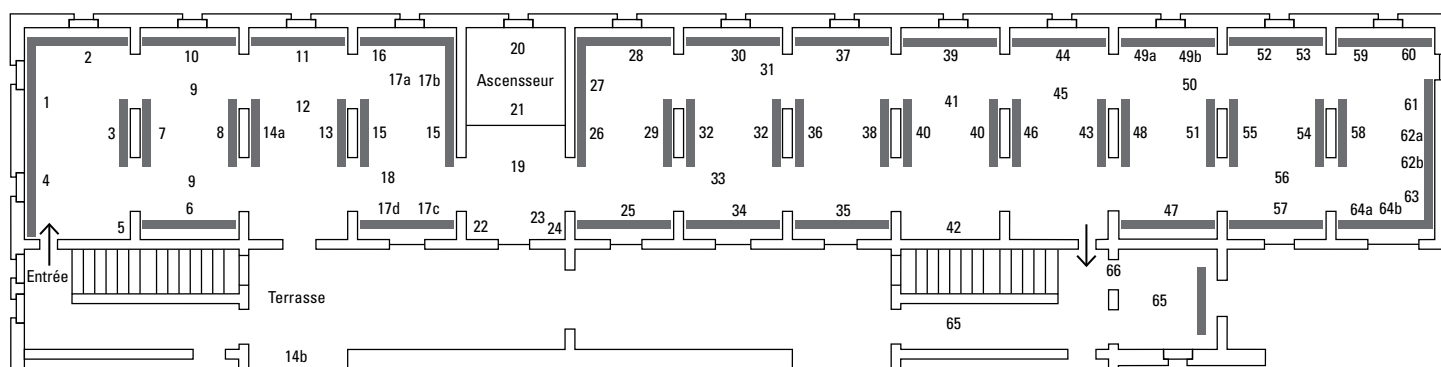 2 10 11 16 20 28 30 37 39 44 49a 49b 52 53 59 60
17a 17b Ascensseur 31 50
1 9 12 21 27 41 45 61
3 7 8 14a 13 15 15 26 29 32 32 36 38 40 40 46 43 48 51 55 54 58 62a
19 62b
4 9 18 33 56 63
6 17d 17c 25 34 35 47 57 64a 64b
5 22 23 24 42
Entrée 66
Terrasse 65
65
14b